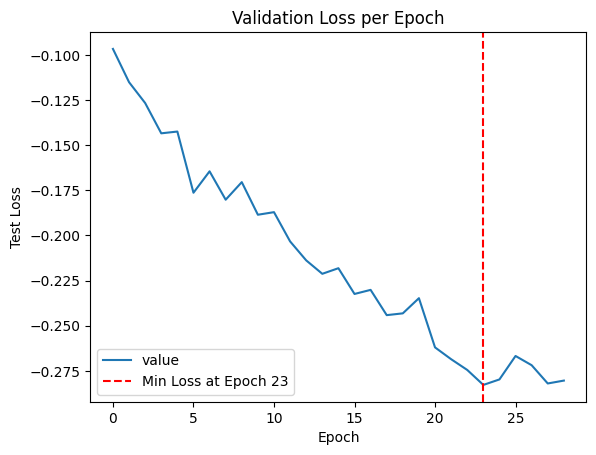 Validation Loss per Epoch
−0.100
−0.125
−0.150
−0.175
−0.200
−0.225
−0.250
−0.275
Test Loss
value
Min Loss at Epoch 23
0 5 10 15 20 25
Epoch